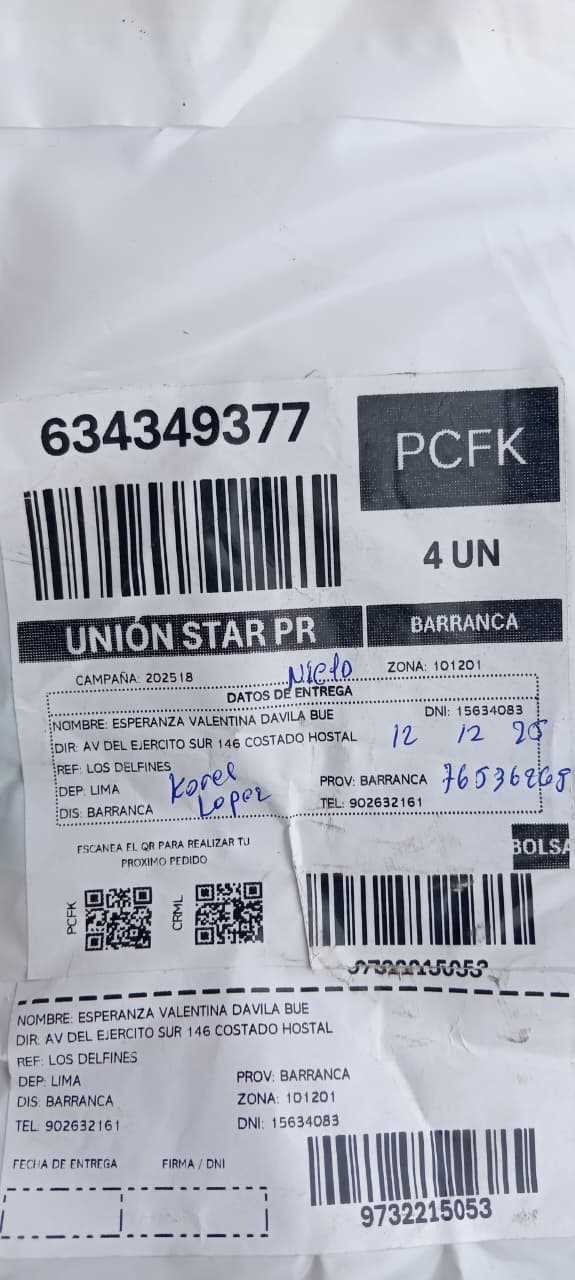 634349377
PCFK
4 UN
UNIÓN STAR PR
BARRANCA
CAMPAÑA: 202518
Nieto
ZONA: 101201
DATOS DE ENTREGA
NOMBRE: ESPERANZA VALENTINA DAVILA BUE
DNI: 15634083
DIR: AV DEL EJERCITO SUR 146 COSTADO HOSTAL
12 12 25
REF: LOS DELFINES
Korel
DEP: LIMA
PROV: BARRANCA
Lopez
DIS: BARRANCA
TEL: 902632161
ESCANEA EL QR PARA REALIZAR TU
PROXIMO PEDIDO
BOLSA
PCFK
CRML
9732215053
NOMBRE: ESPERANZA VALENTINA DAVILA BUE
DIR: AV DEL EJERCITO SUR 146 COSTADO HOSTAL
REF: LOS DELFINES
DEP: LIMA
PROV: BARRANCA
DIS: BARRANCA
ZONA: 101201
TEL: 902632161
DNI: 15634083
FECHA DE ENTREGA
FIRMA / DNI
9732215053